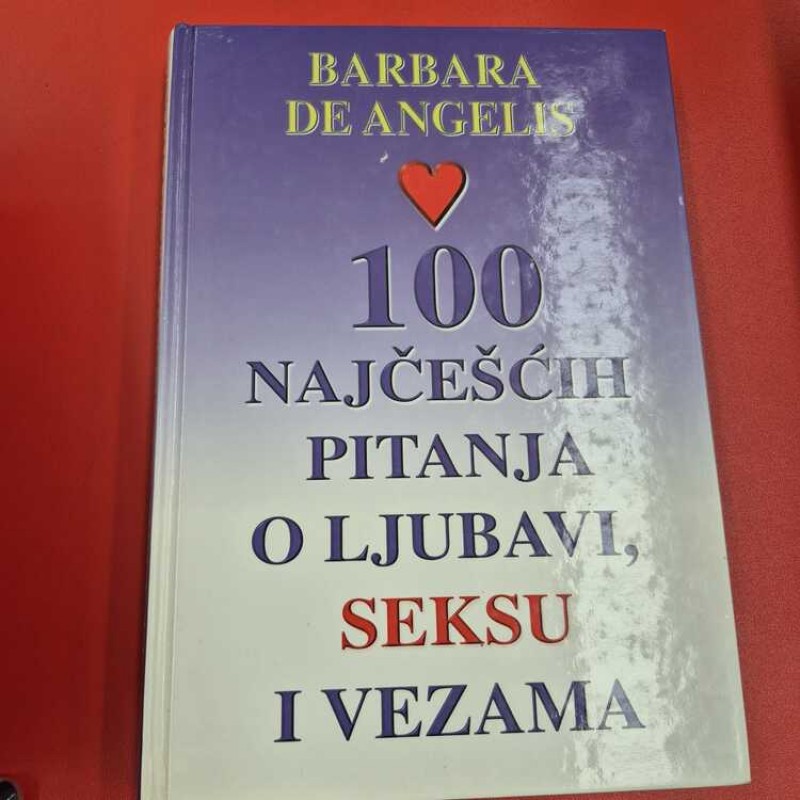 BARBARA
DE ANGELIS
100
NAJČEŠĆIH
PITANJA
O LJUBAVI,
SEKSU
I VEZAMA